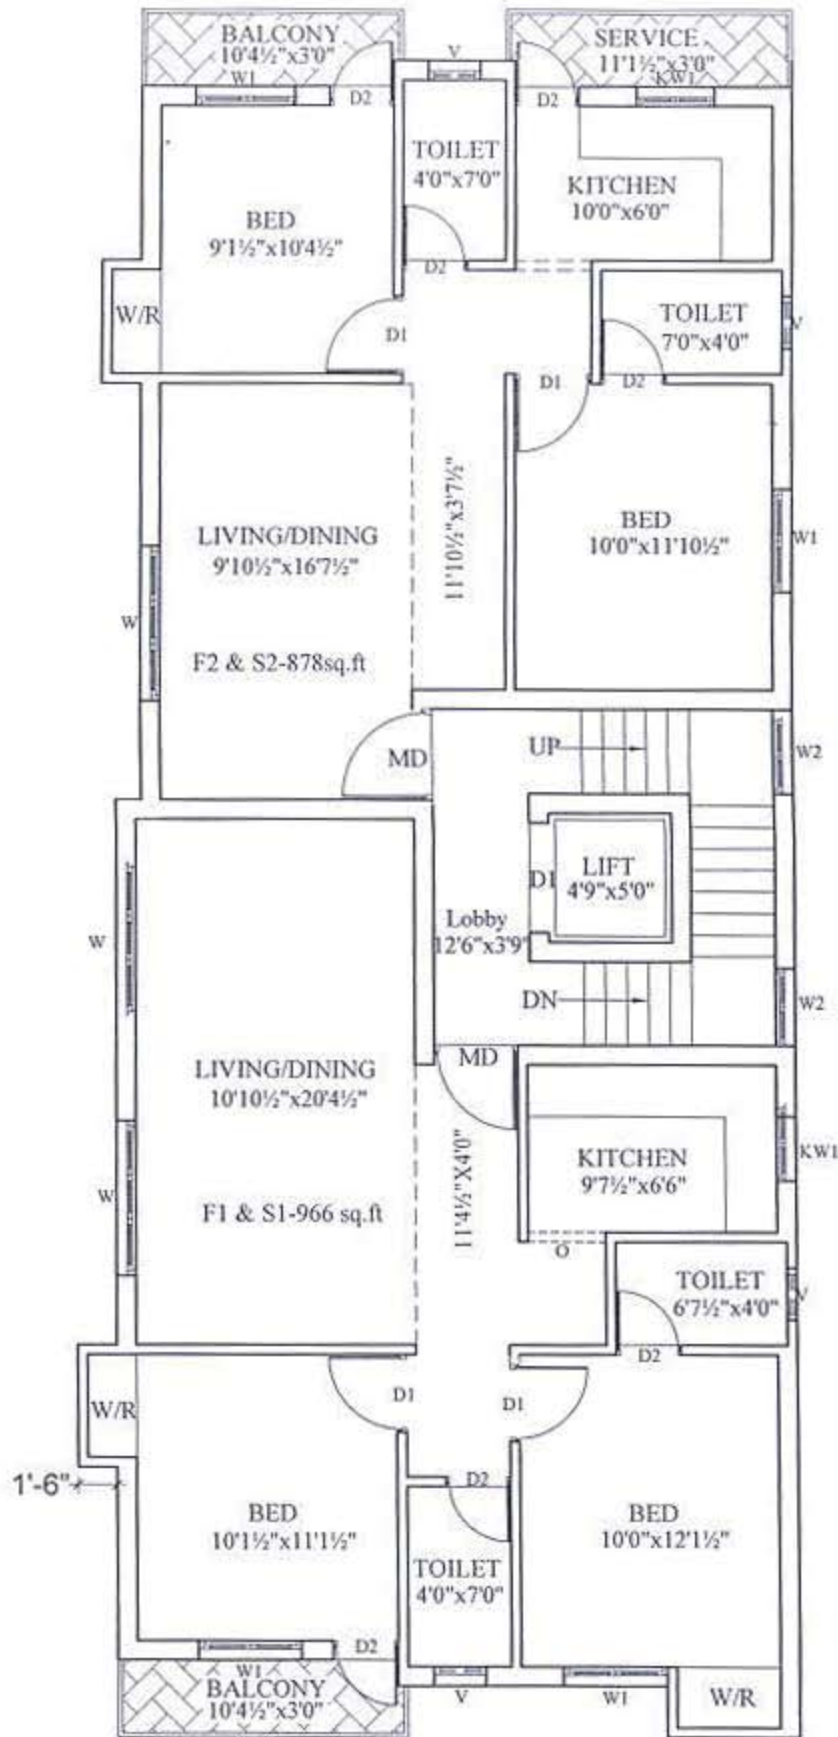 BALCONY
10'4½"x3'0"
W1
D2
V
SERVICE
11'1½"x3'0"
KW1
D2
TOILET
4'0"x7'0"
D2
KITCHEN
10'0"x6'0"
BED
9'1½"x10'4½"
W/R
D1
TOILET
7'0"x4'0"
V
D1
D2
LIVING/DINING
9'10½"x16'7½"
11'10½"x3'7½"
BED
10'0"x11'10½"
W1
W
F2 & S2-878sq.ft
MD
UP
W2
LIFT
4'9"x5'0"
D1
Lobby
12'6"x3'9"
W
DN
W2
MD
LIVING/DINING
10'10½"x20'4½"
11'4½"X4'0"
KITCHEN
9'7½"x6'6"
KW1
W
F1 & S1-966 sq.ft
O
TOILET
6'7½"x4'0"
V
D2
W/R
D1
D1
1'-6"
D2
BED
10'1½"x11'1½"
BED
10'0"x12'1½"
TOILET
4'0"x7'0"
D2
W1
BALCONY
10'4½"x3'0"
V
W1
W/R